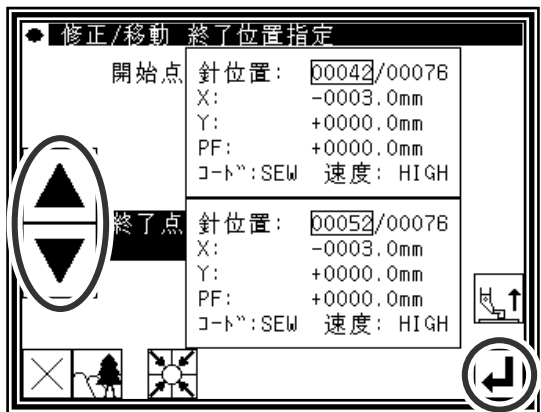 修正/移動 終了位置指定
開始点 針位置: 00042/00076
X: -0003.0mm
Y: +0000.0mm
PF: +0000.0mm
コード:SEW 速度: HIGH
終了点 針位置: 00052/00076
X: -0003.0mm
Y: +0000.0mm
PF: +0000.0mm
コード:SEW 速度: HIGH